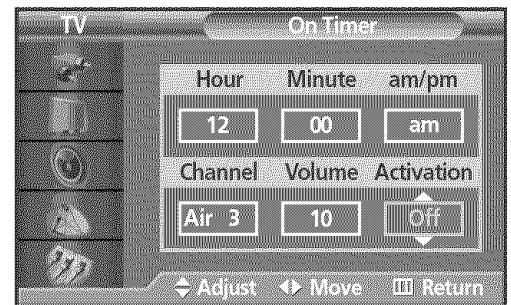 TV On Timer
Hour Minute am/pm
12 00 am
Channel Volume Activation
Air 3 10 Off
Adjust Move Return